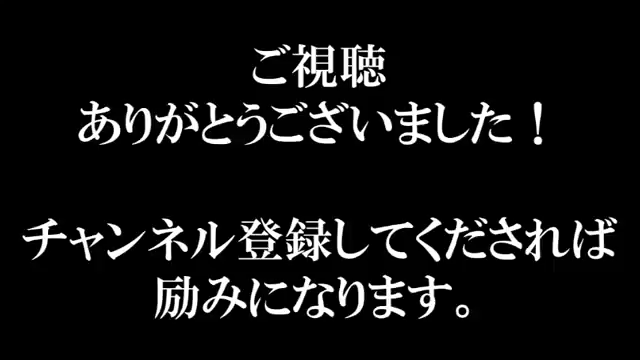 ご視聴
ありがとうございました！
チャンネル登録してくだされば
励みになります。